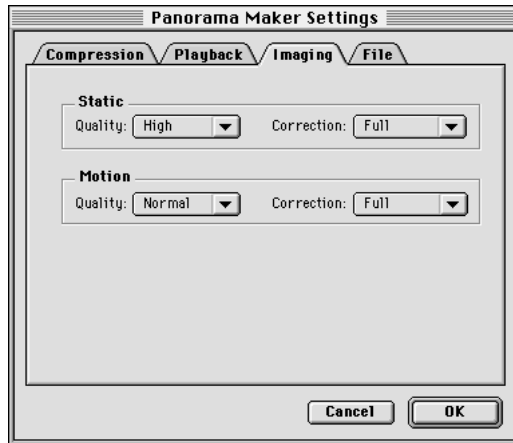 Panorama Maker Settings
Compression Playback Imaging File
Static
Quality: High Correction: Full
Motion
Quality: Normal Correction: Full
Cancel OK